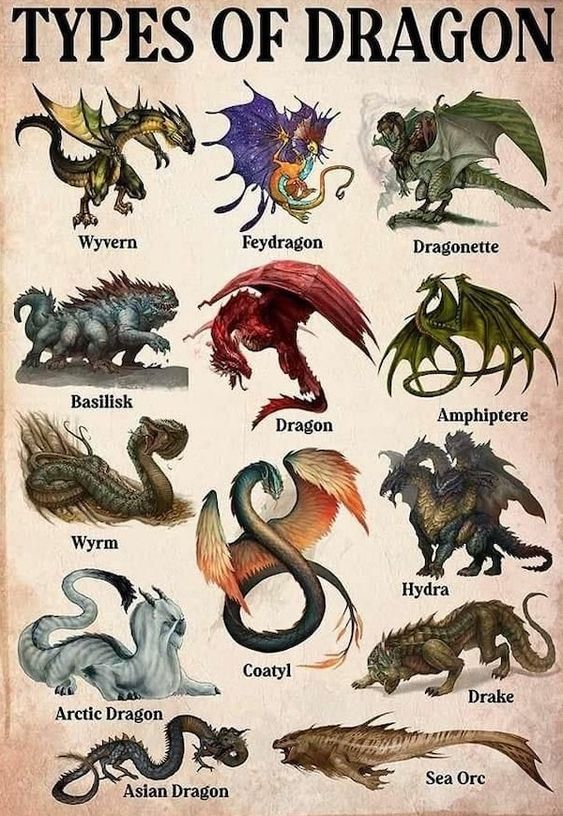 TYPES OF DRAGON
Wyvern
Feydragon
Dragonette
Basilisk
Dragon
Amphiptere
Wyrm
Coatyl
Hydra
Arctic Dragon
Drake
Asian Dragon
Sea Orc